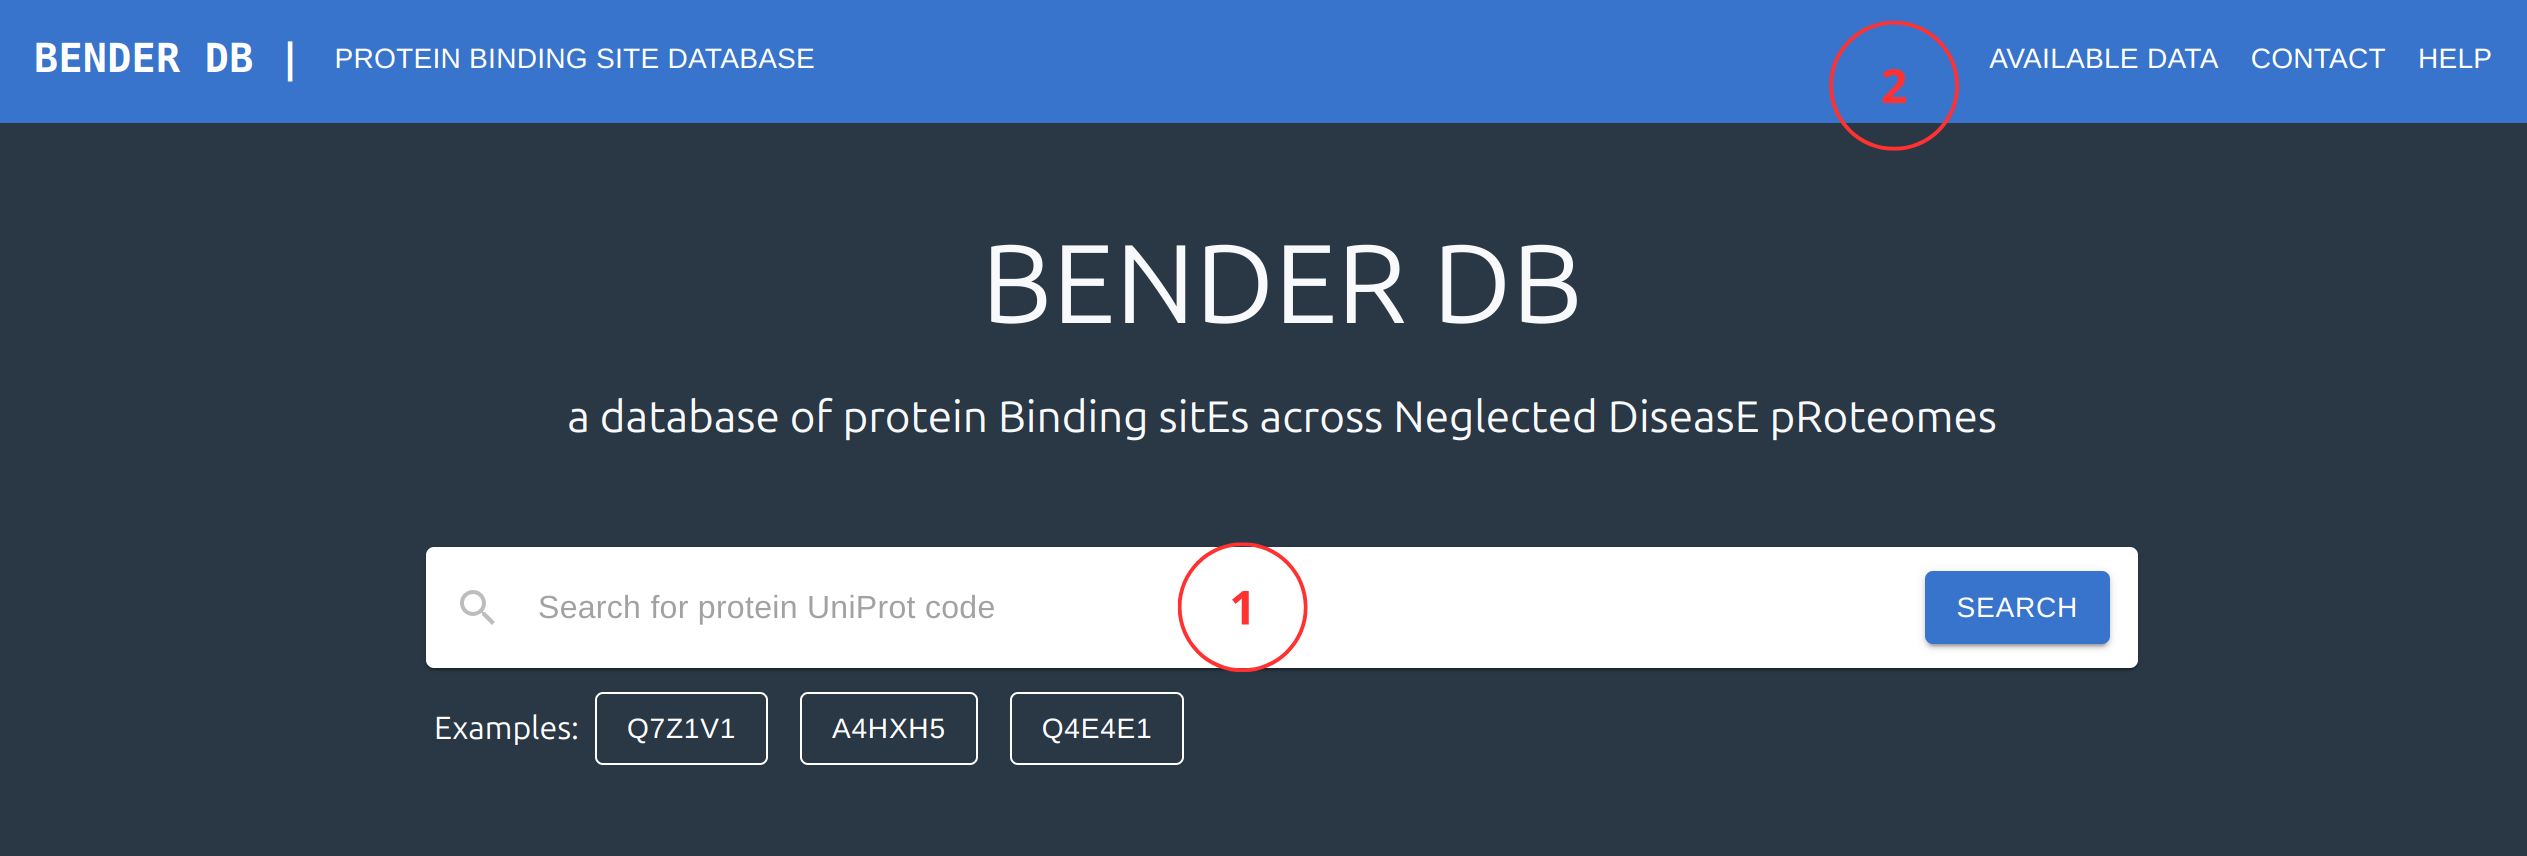 BENDER DB | PROTEIN BINDING SITE DATABASE
2
AVAILABLE DATA CONTACT HELP
BENDER DB
a database of protein Binding sitEs across Neglected DiseasE pRoteomes
Search for protein UniProt code
1
SEARCH
Examples: Q7Z1V1 A4HXH5 Q4E4E1